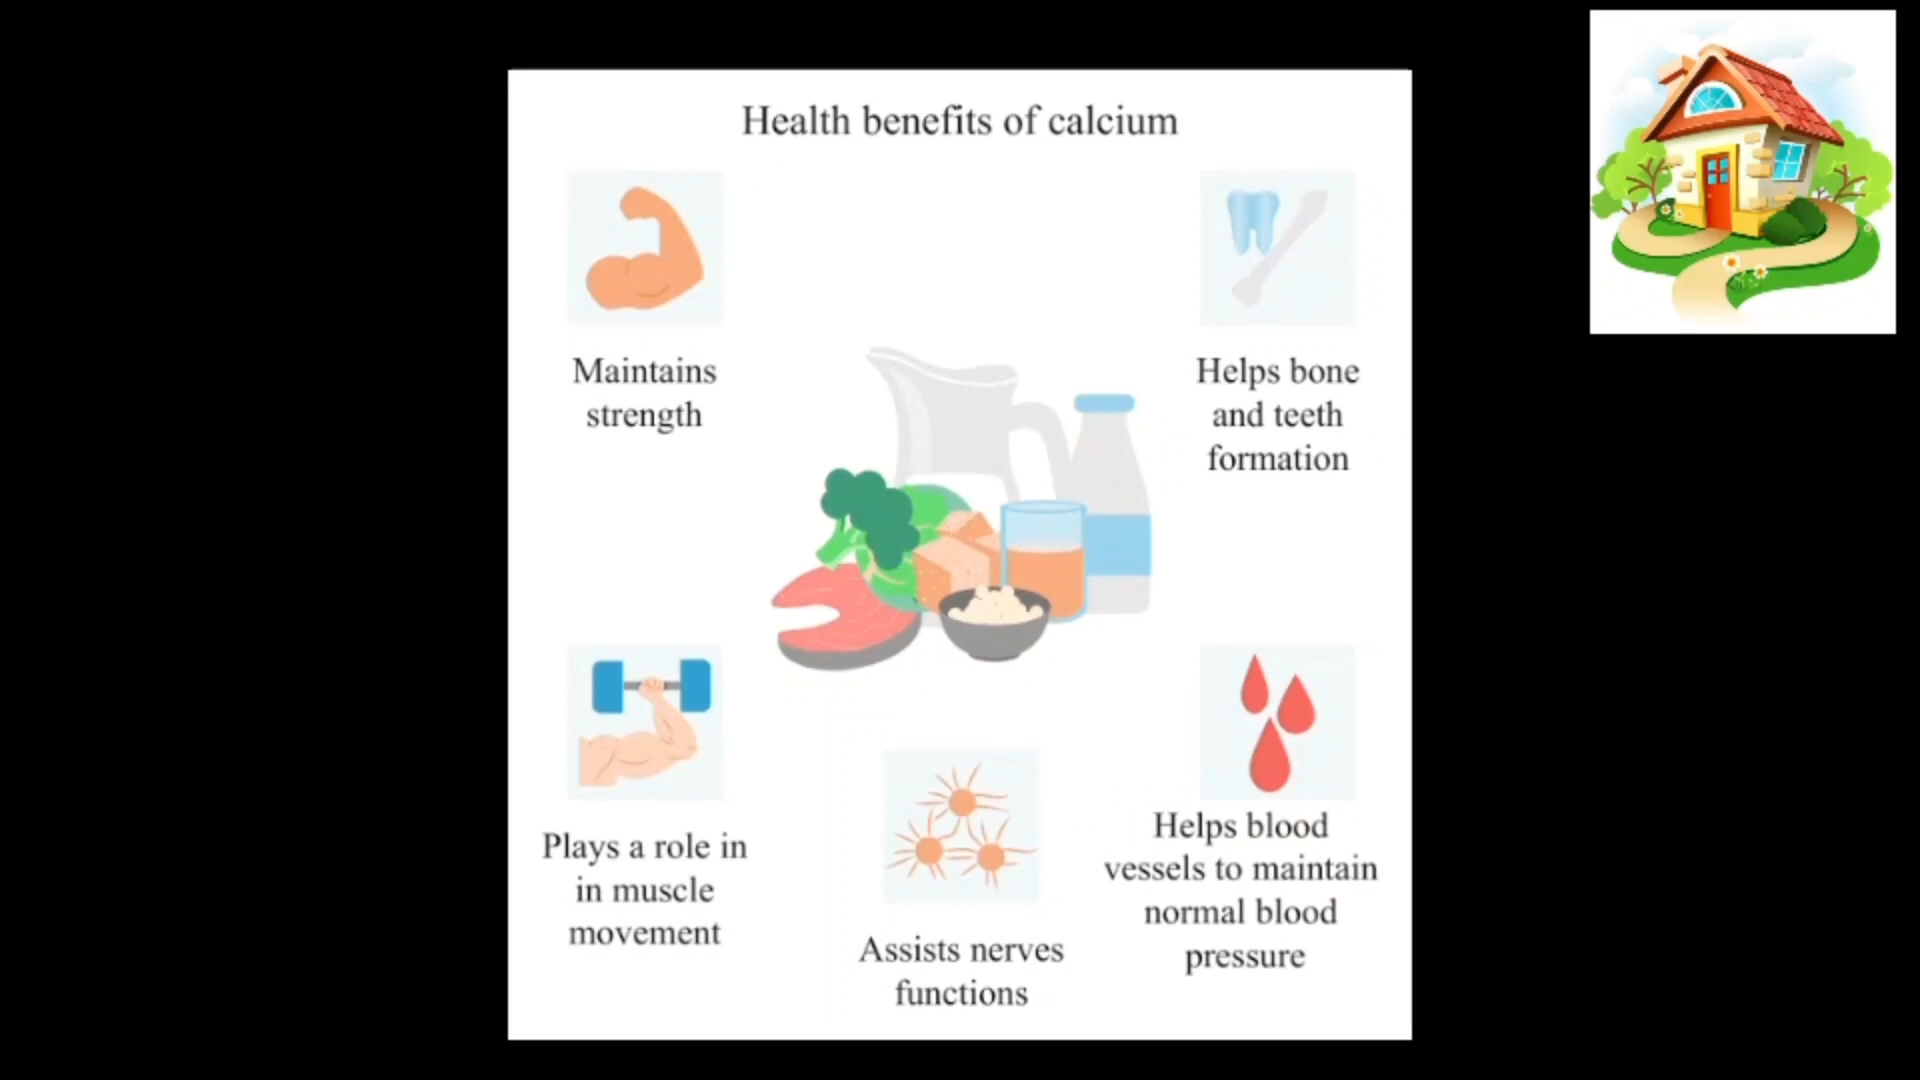 Health benefits of calcium
Maintains
strength
Helps bone
and teeth
formation
Plays a role in
in muscle
movement
Assists nerves
functions
Helps blood
vessels to maintain
normal blood
pressure